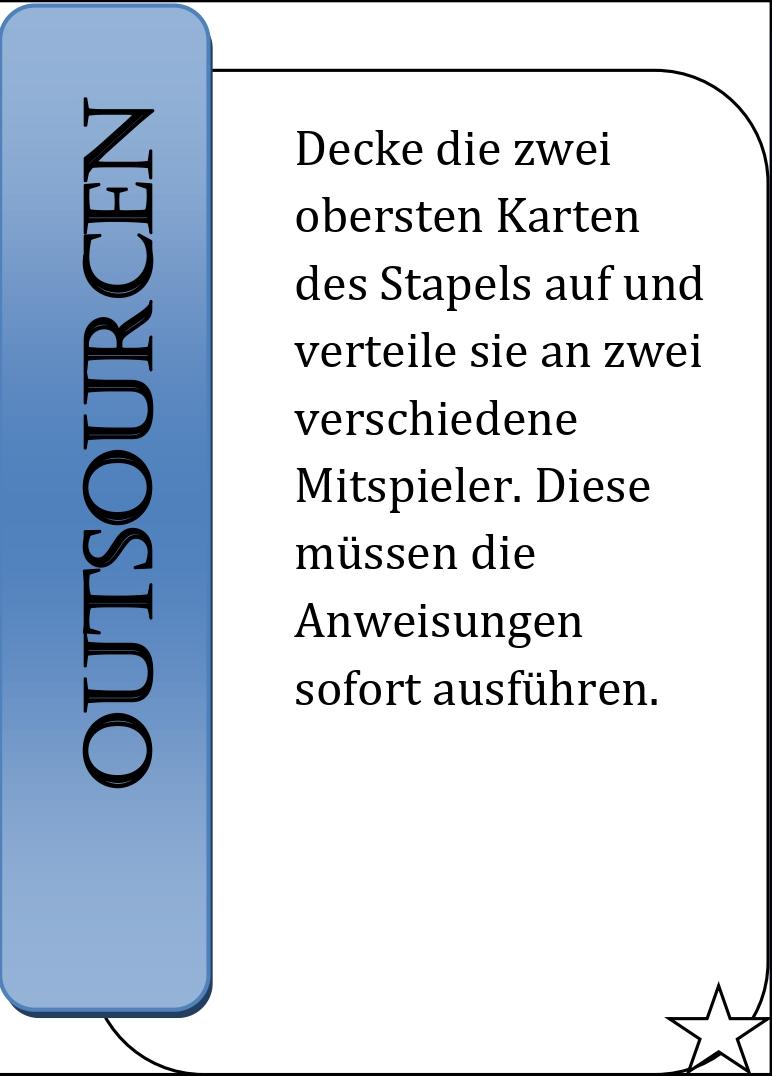 OUTSOURCEN
Decke die zwei
obersten Karten
des Stapels auf und
verteile sie an zwei
verschiedene
Mitspieler. Diese
müssen die
Anweisungen
sofort ausführen.